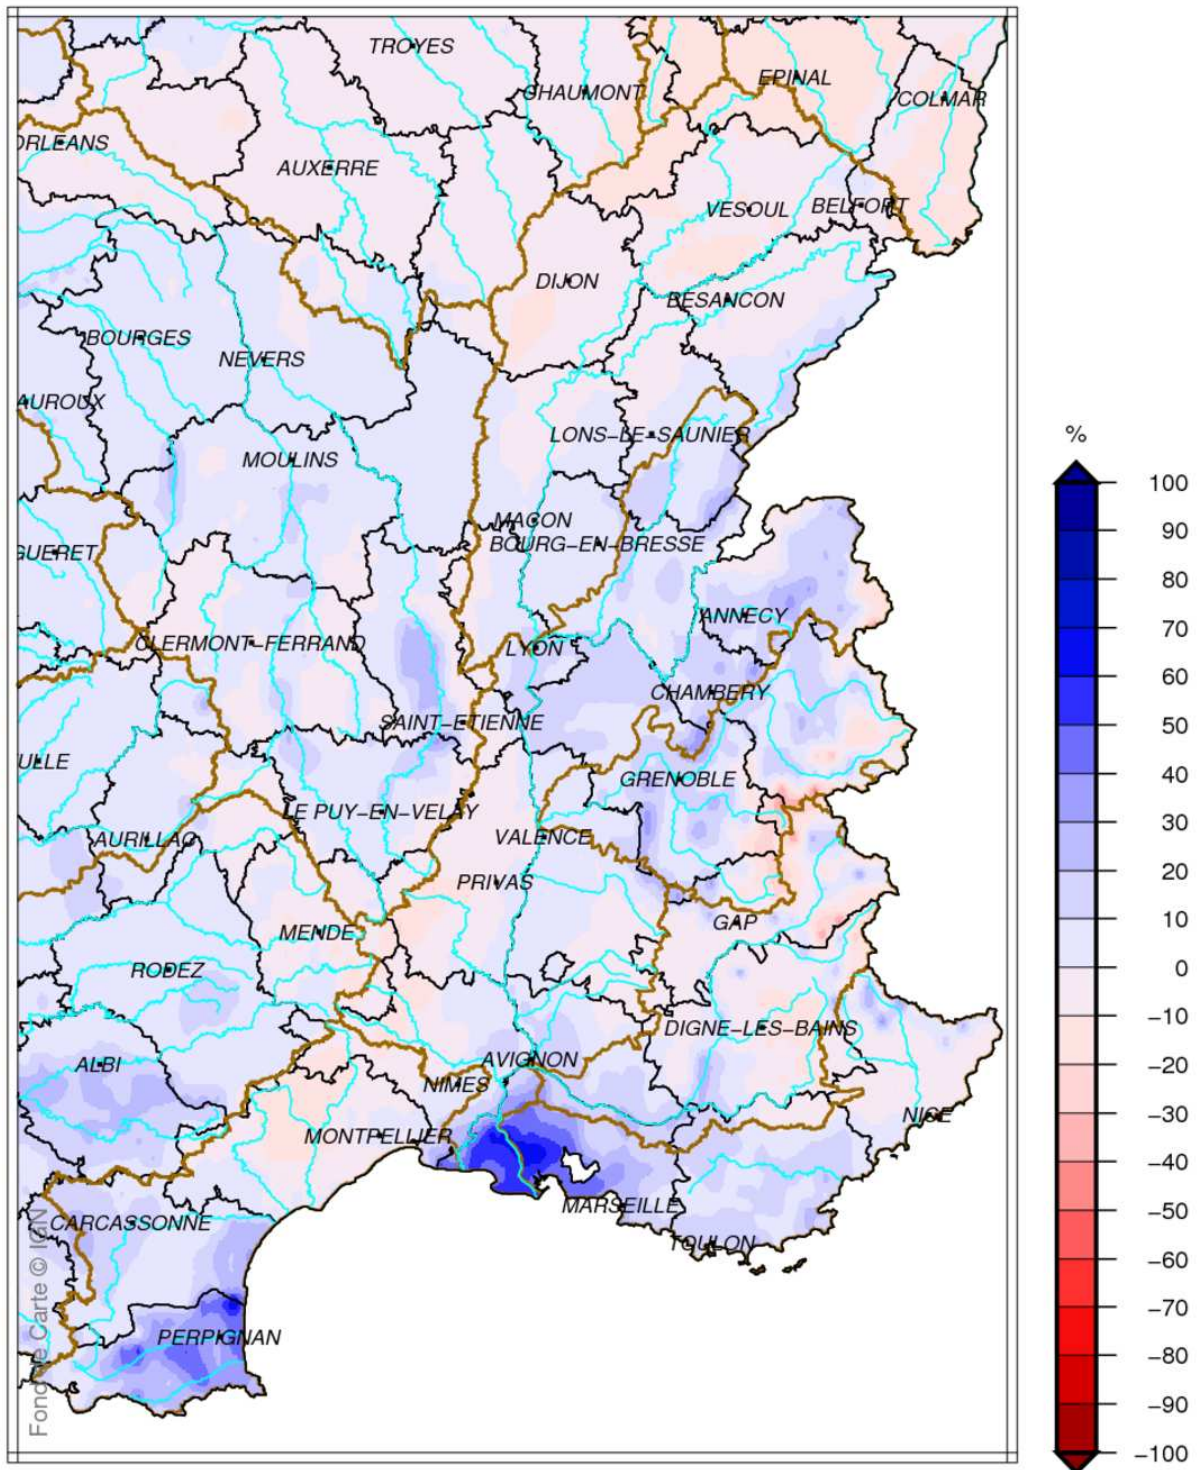 TROYES
EPINAL
CHAUMONT
COLMAR
ORLEANS
AUXERRE
VESOUL
BELFORT
DIJON
BESANCON
BOURGES
NEVERS
AUROUX
LONS-LE-SAUNIER
MOULINS
MACON
BOURG-EN-BRESSE
GUERET
ANNECY
CLERMONT-FERRAND
LYON
CHAMBERY
SAINT-ETIENNE
ULLE
GRENOBLE
LE PUY-EN-VELAY
AURILLAC
VALENCE
PRIVAS
MENDE
GAP
RODEZ
DIGNE-LES-BAINS
ALBI
AVIGNON
NIMES
NICE
MONTPELLIER
MARSEILLE
CARCASSONNE
TOULON
PERPIGNAN
Fond de Carte © IGN
%
100
90
80
70
60
50
40
30
20
10
0
-10
-20
-30
-40
-50
-60
-70
-80
-90
-100